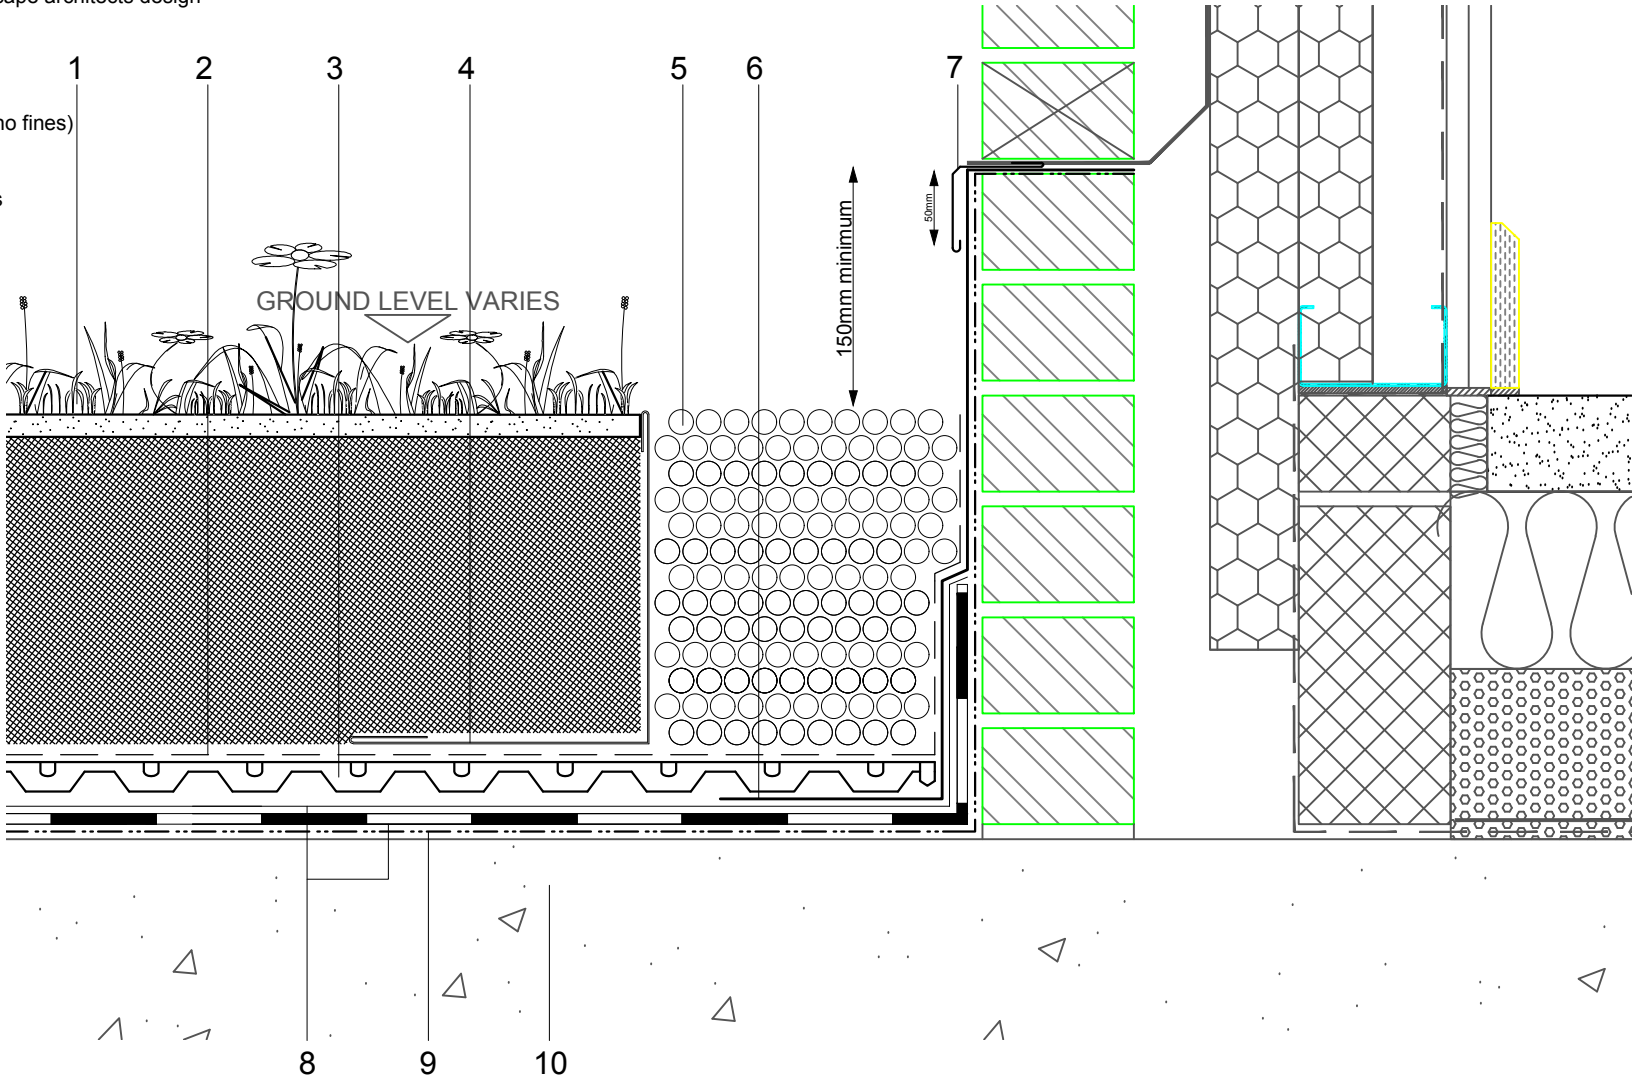 1 2 3 4 5 6 7
no fines)
s
50mm
150mm minimum
GROUND LEVEL VARIES
8 9 10